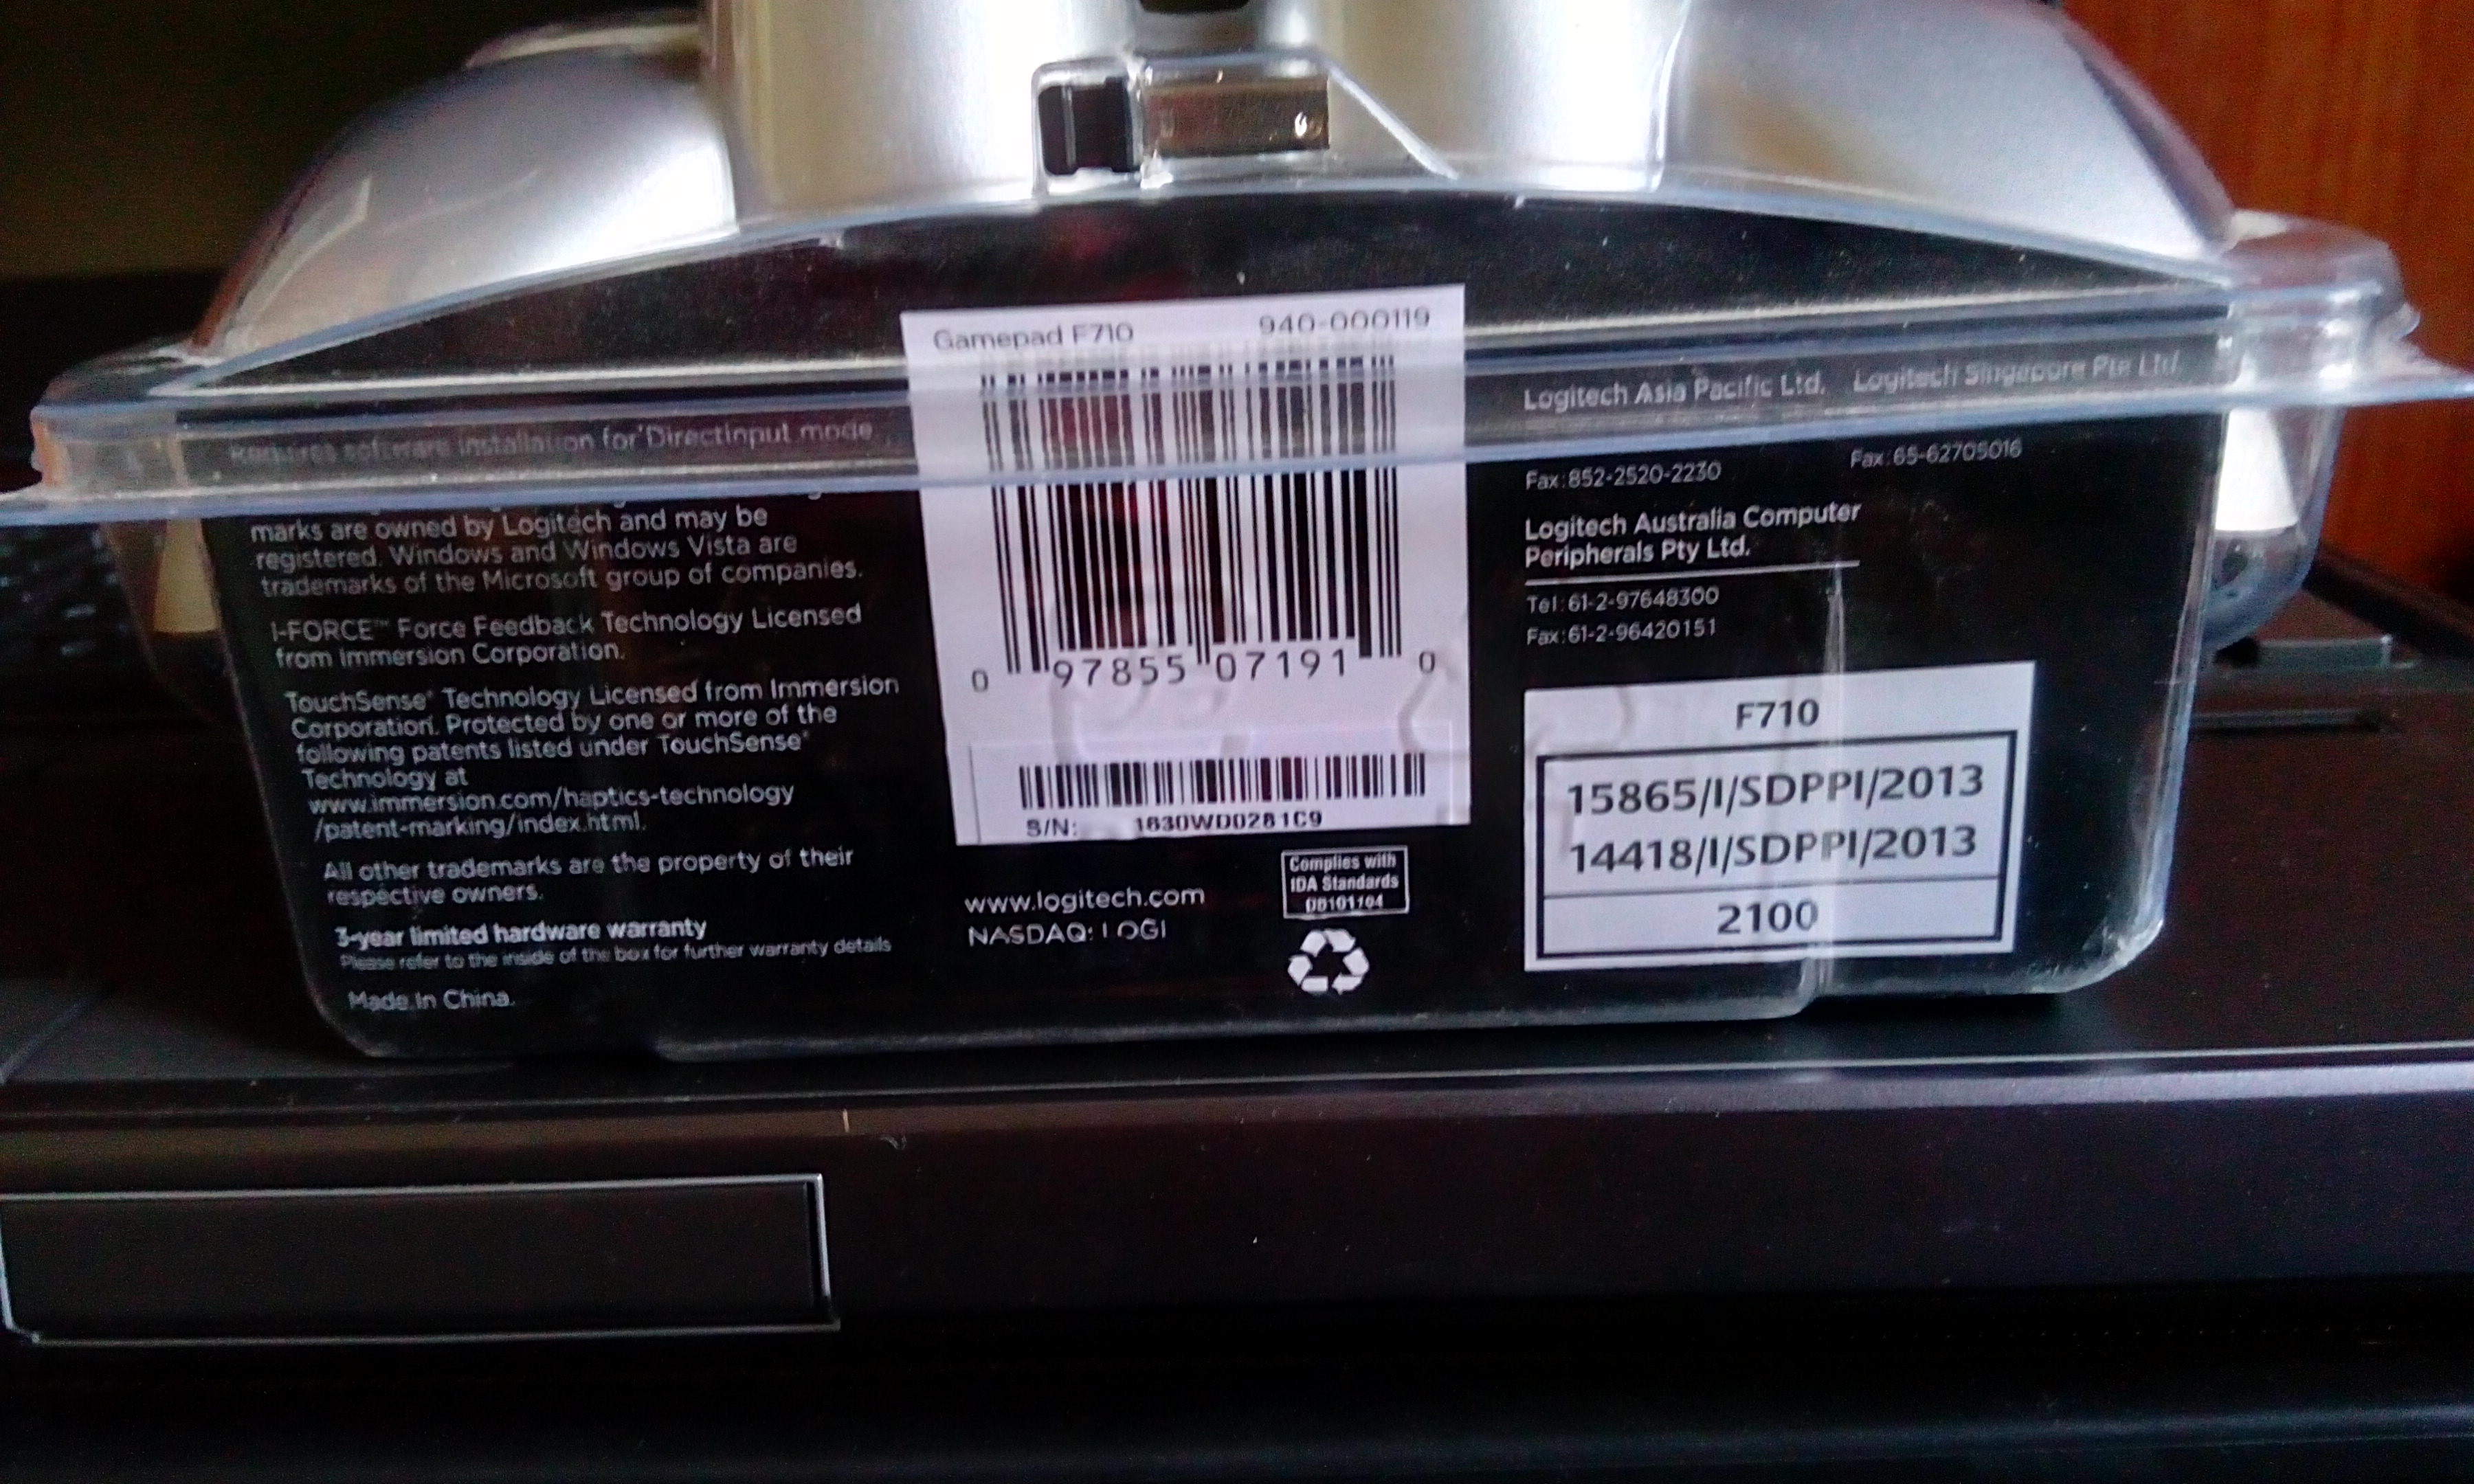 Gamepad F710 940-000119
software installation for DirectInput mode
marks are owned by Logitech and may be
registered. Windows and Windows Vista are
trademarks of the Microsoft group of companies.
I-FORCE™ Force Feedback Technology Licensed
from Immersion Corporation.
TouchSense® Technology Licensed from Immersion
Corporation. Protected by one or more of the
following patents listed under TouchSense®
Technology at
www.immersion.com/haptics-technology
/patent-marking/index.html.
All other trademarks are the property of their
respective owners.
3-year limited hardware warranty
Please refer to the inside of the box for further warranty details
Made In China.
0 97855 07191 0
S/N: 1630WD0281C9
www.logitech.com
NASDAQ: LOGI
Complies with
IDA Standards
DB101104
Logitech Asia Pacific Ltd. Logitech Singapore Pte Ltd.
Fax:852-2520-2230 Fax:65-62705016
Logitech Australia Computer
Peripherals Pty Ltd.
Tel:61-2-97648300
Fax:61-2-96420151
F710
15865/I/SDPPI/2013
14418/I/SDPPI/2013
2100